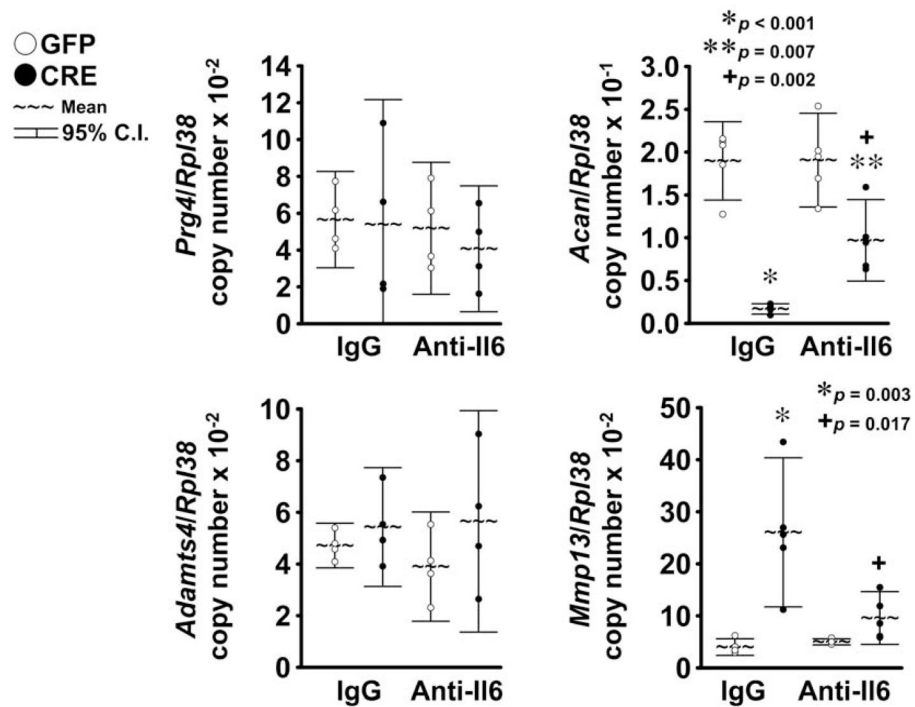 GFP
CRE
Mean
95% C.I.
Prg4/Rpl38
copy number x 10-2
14
12
10
8
6
4
2
0
IgG Anti-Il6
*p < 0.001
**p = 0.007
+p = 0.002
Acan/Rpl38
copy number x 10-1
3.0
2.5
2.0
1.5
1.0
0.5
0.0
+
**
*
IgG Anti-Il6
Adamts4/Rpl38
copy number x 10-2
10
8
6
4
2
0
IgG Anti-Il6
*p = 0.003
+p = 0.017
Mmp13/Rpl38
copy number x 10-2
50
40
30
20
10
0
*
+
IgG Anti-Il6